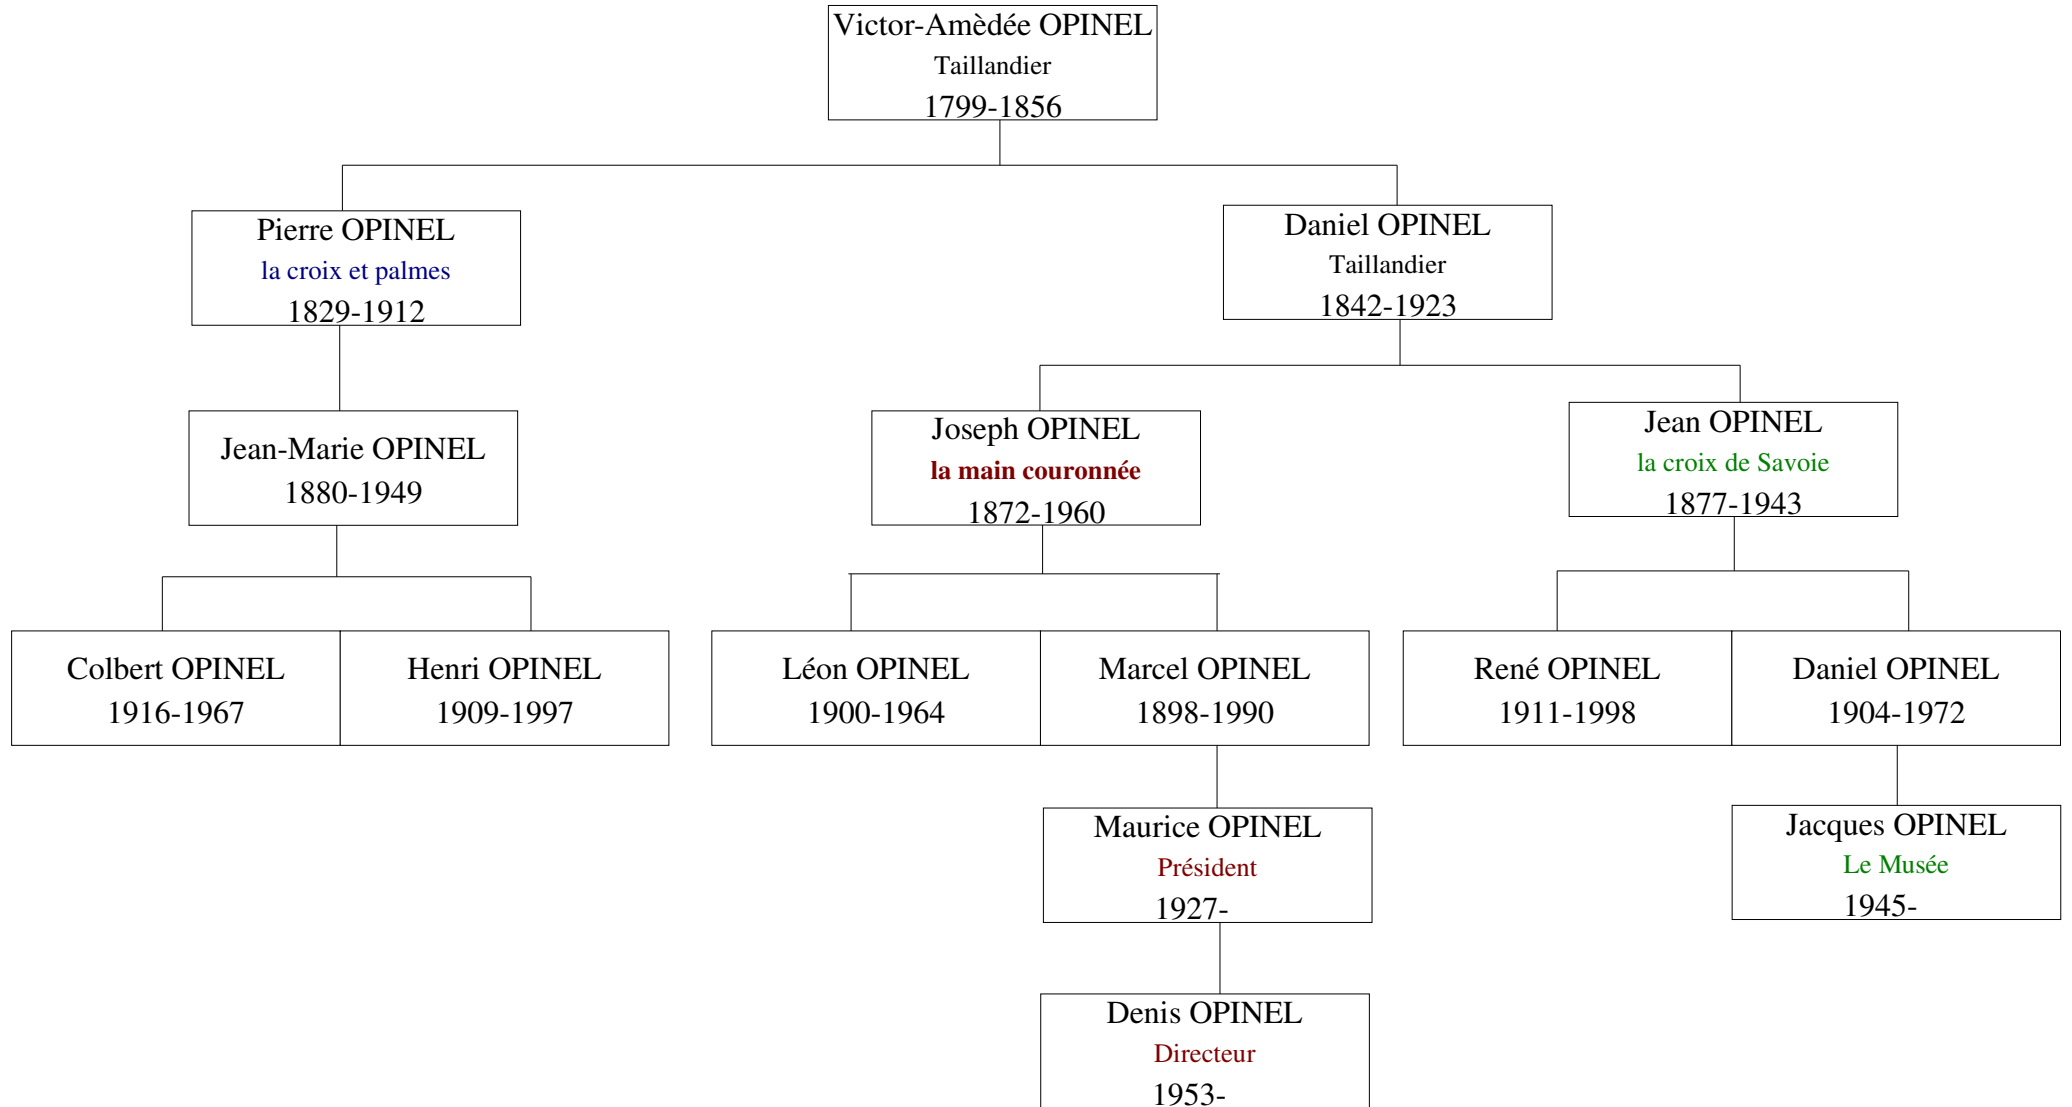 Victor-Amèdée OPINEL
Taillandier
1799-1856
Pierre OPINEL
la croix et palmes
1829-1912
Daniel OPINEL
Taillandier
1842-1923
Jean-Marie OPINEL
1880-1949
Joseph OPINEL
la main couronnée
1872-1960
Jean OPINEL
la croix de Savoie
1877-1943
Colbert OPINEL
1916-1967
Henri OPINEL
1909-1997
Léon OPINEL
1900-1964
Marcel OPINEL
1898-1990
René OPINEL
1911-1998
Daniel OPINEL
1904-1972
Maurice OPINEL
Président
1927-
Jacques OPINEL
Le Musée
1945-
Denis OPINEL
Directeur
1953-